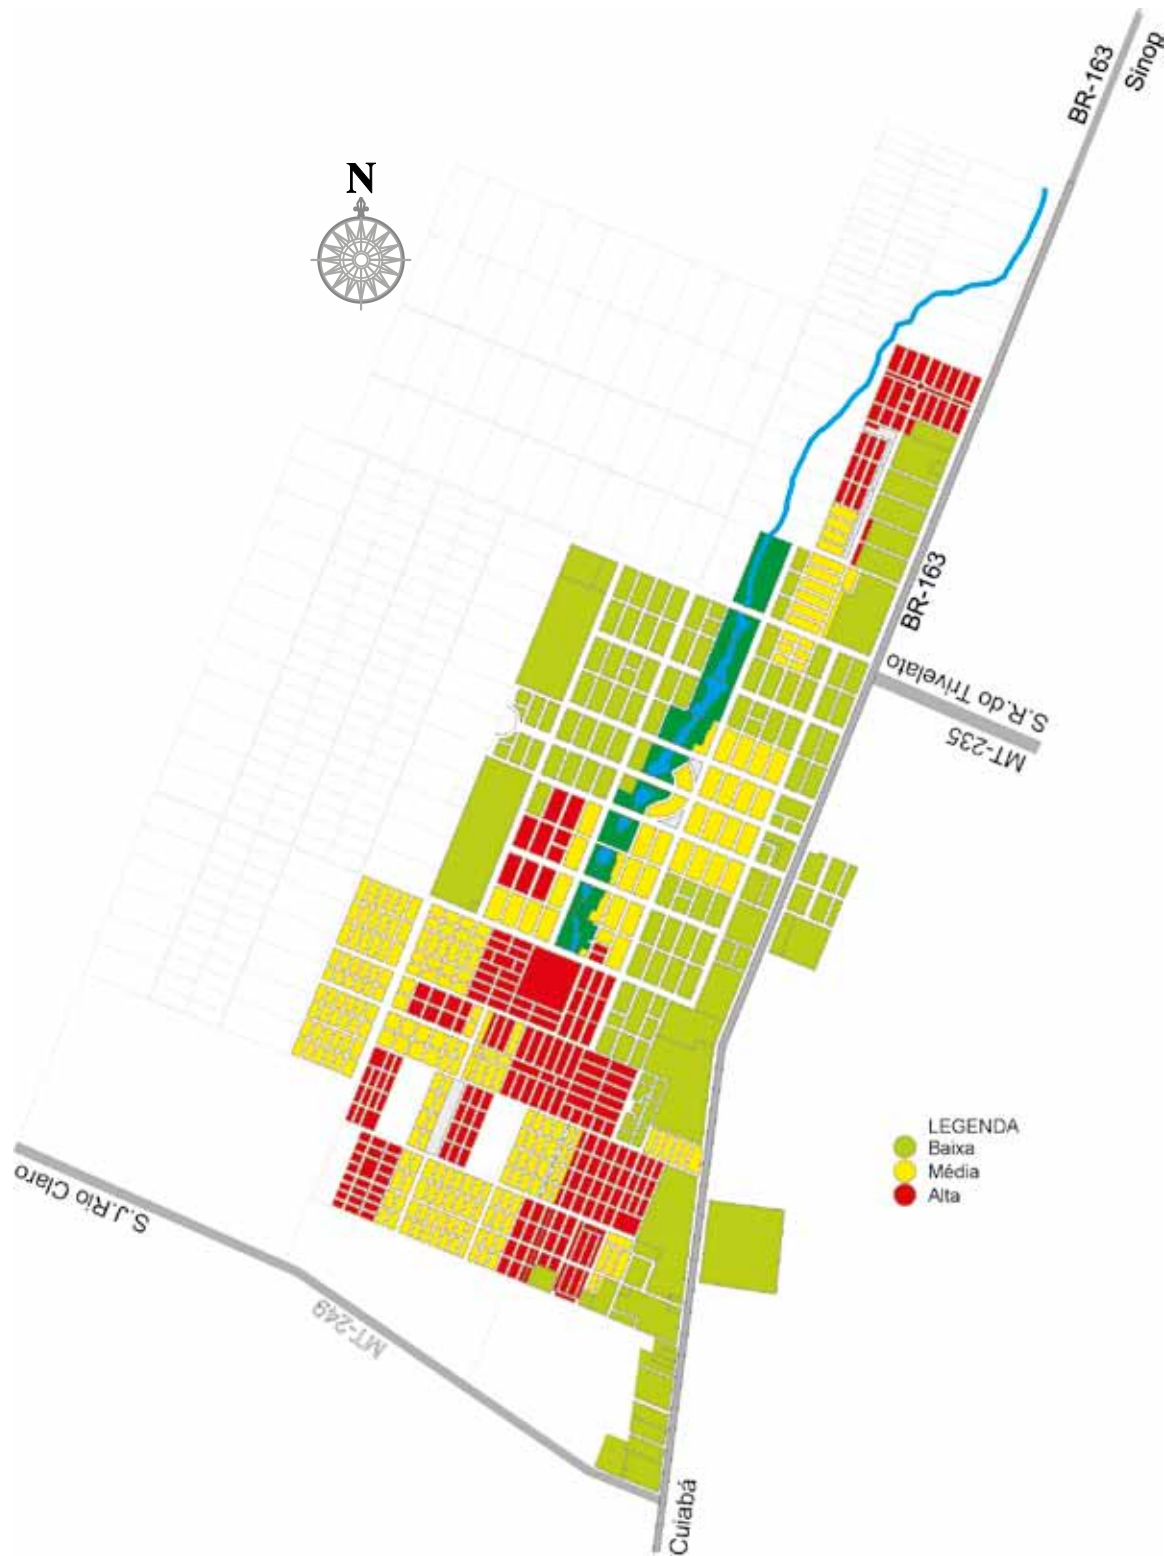 BR-163
Sinop
N
BR-163
S.R.do Trivelato
MT-235
LEGENDA
Baixa
Média
Alta
S.J.Rio Claro
MT-249
Cuiabá